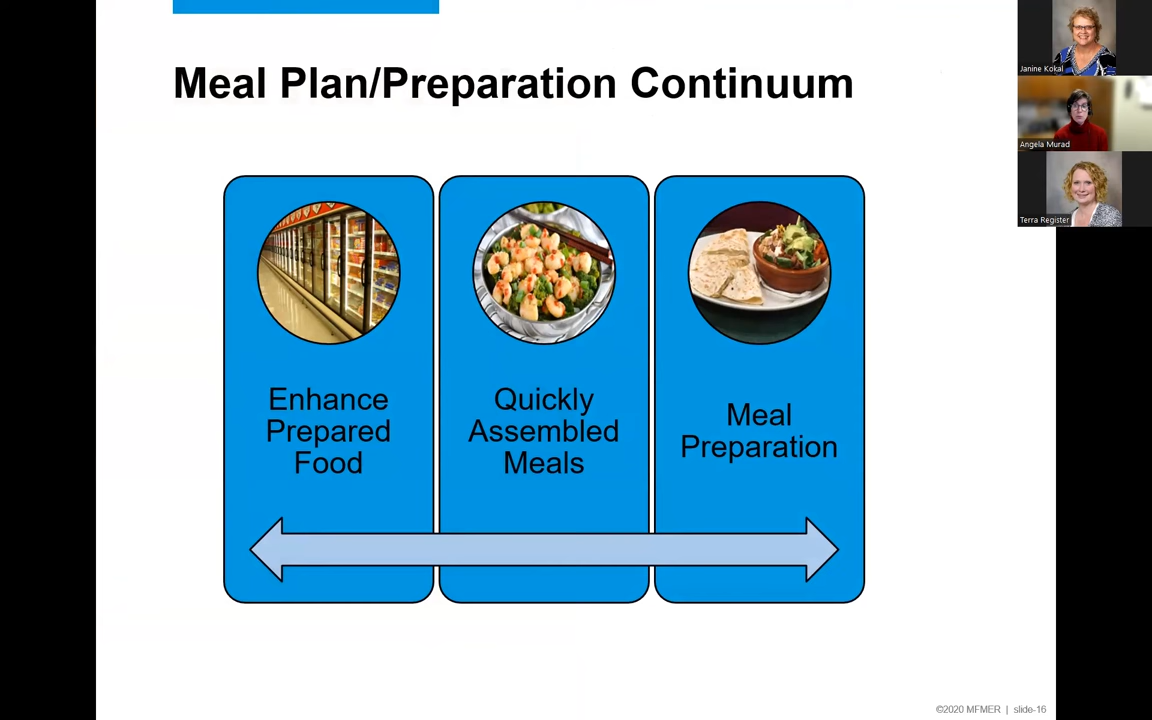 Meal Plan/Preparation Continuum
Enhance
Prepared
Food
Quickly
Assembled
Meals
Meal
Preparation
Janine Kokal
Angela Murad
Terra Register
©2020 MFMER | slide-16